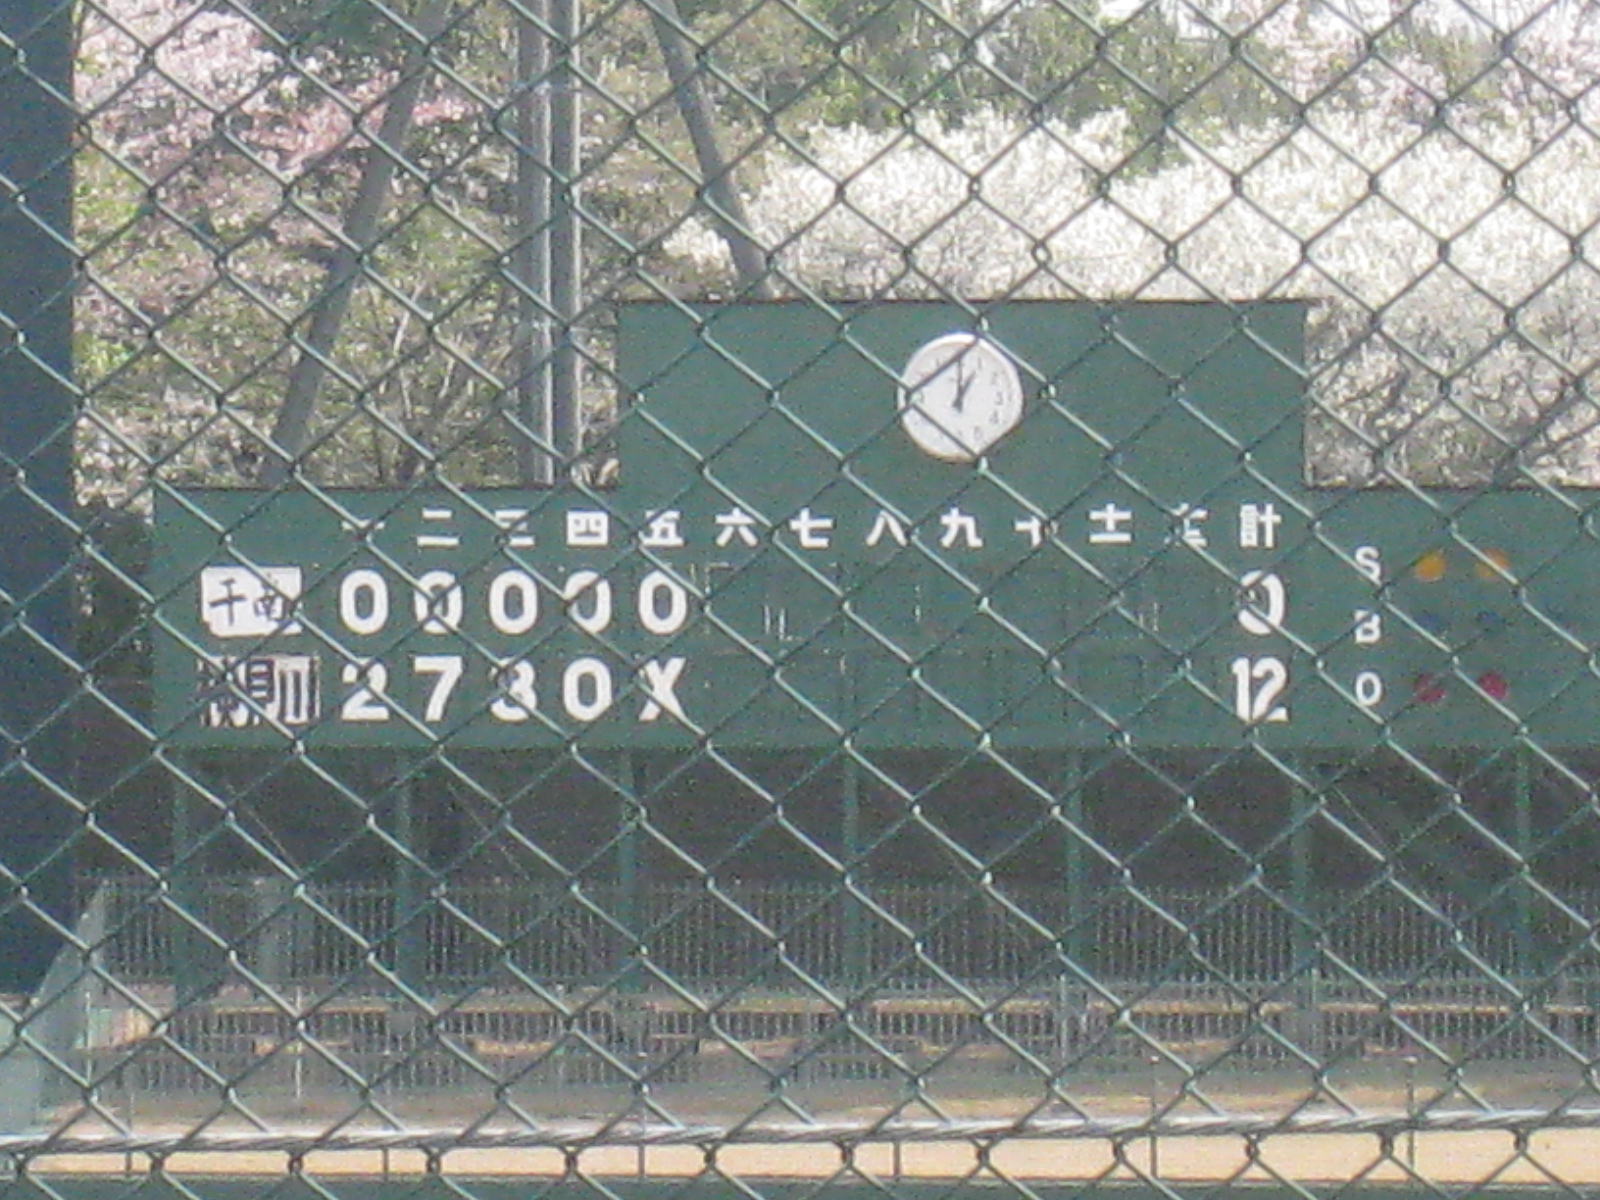 一 二 三 四 五 六 七 八 九 十 十一 十二 計
千南 0 0 0 0 0 0
2 7 3 0 X 12
S
B
O